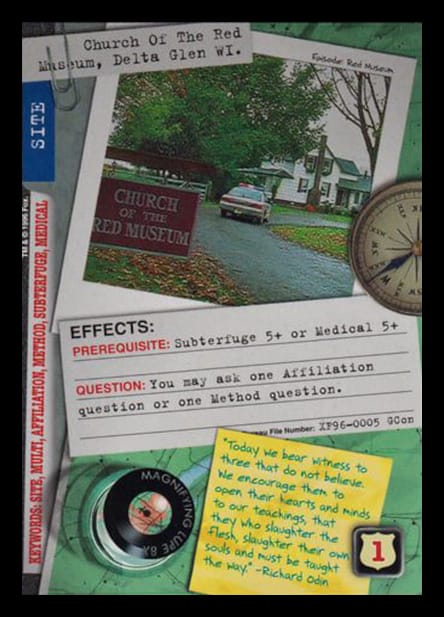 Church Of The Red
Museum, Delta Glen WI.
Episode: Red Museum
SITE
TM & © 1996 Fox.
KEYWORDS: SITE, MULTI, AFFILIATION, METHOD, SUBTERFUGE, MEDICAL
CHURCH
OF THE
RED MUSEUM
EFFECTS:
PREREQUISITE: Subterfuge 5+ or Medical 5+
QUESTION: You may ask one Affiliation
question or one Method question.
Bureau File Number: XF96-0005 GCon
MAGNIFYING LUPE 8X
"Today we bear witness to
three that do not believe.
We encourage them to
open their hearts and minds
to our teachings, that
they who slaughter the
flesh, slaughter their own
souls and must be taught
the way." -Richard Odin
1